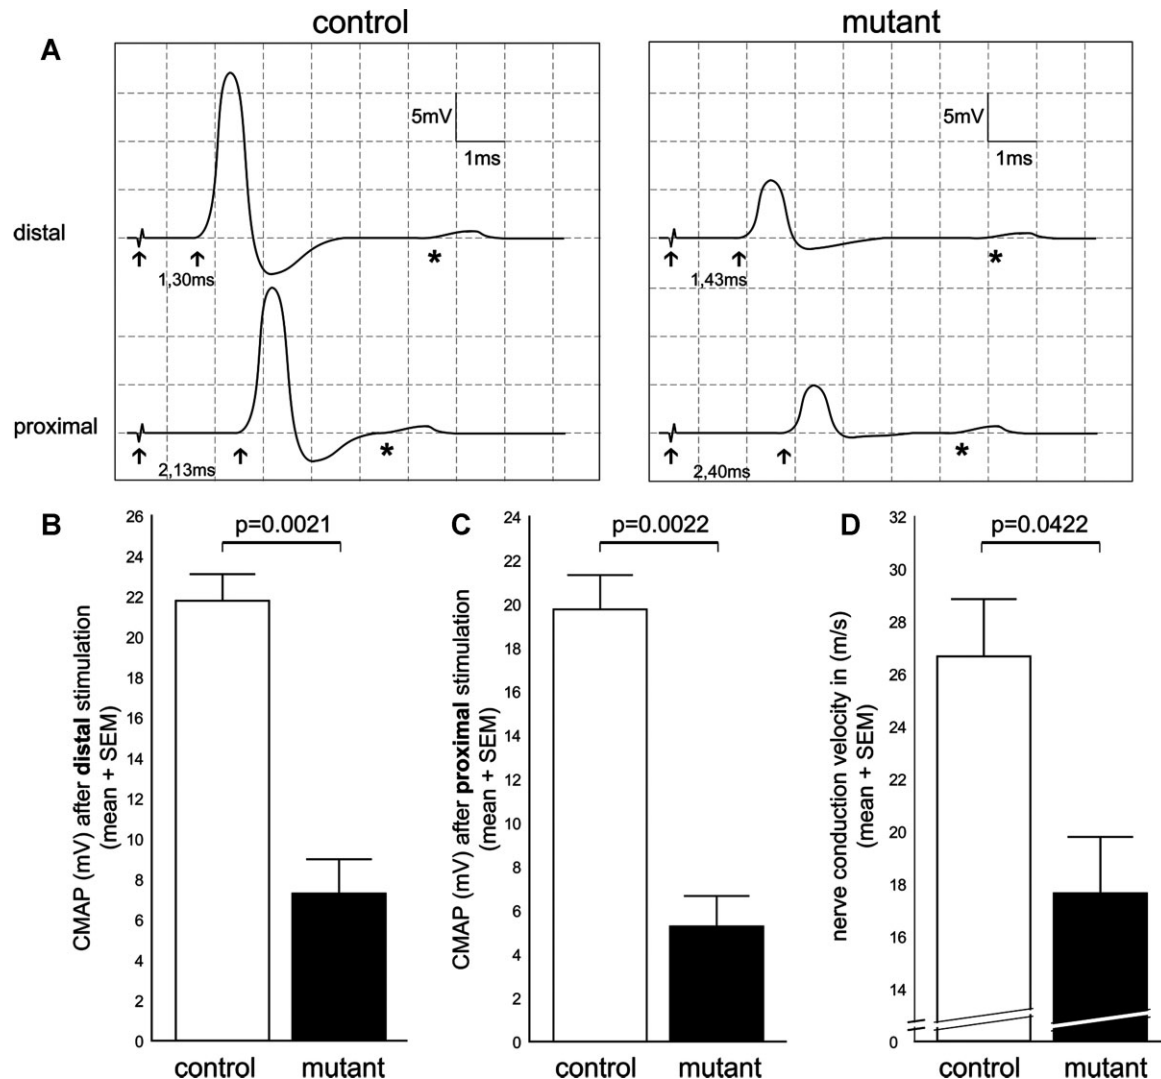 control
mutant
A
5mV
1ms
5mV
1ms
distal
*
*
1,30ms
1,43ms
proximal
*
*
2,13ms
2,40ms
B
p=0.0021
CMAP (mV) after distal stimulation
(mean + SEM)
26
24
22
20
18
16
14
12
10
8
6
4
2
0
control
mutant
C
p=0.0022
CMAP (mV) after proximal stimulation
(mean + SEM)
24
22
20
18
16
14
12
10
8
6
4
2
0
control
mutant
D
p=0.0422
nerve conduction velocity in (m/s)
(mean + SEM)
32
30
28
26
24
22
20
18
16
14
0
control
mutant